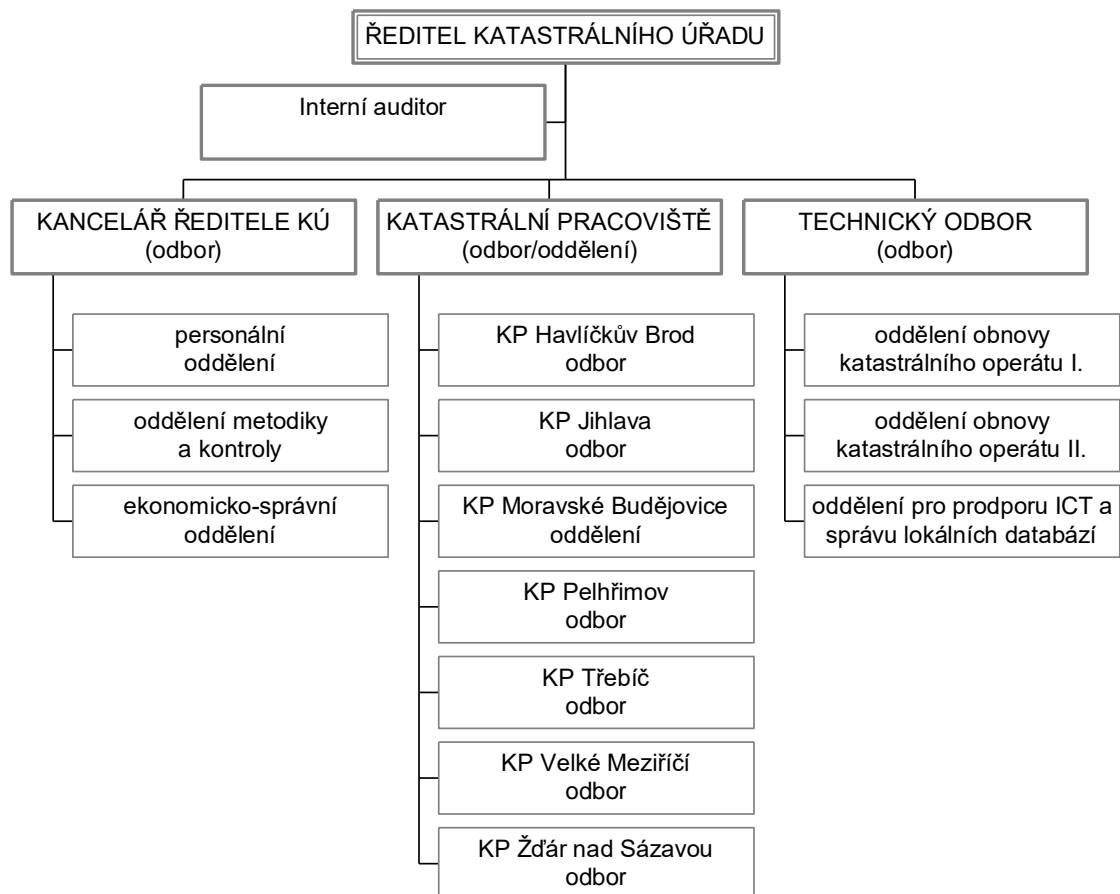 ŘEDITEL KATASTRÁLNÍHO ÚŘADU
Interní auditor
KANCELÁŘ ŘEDITELE KÚ
(odbor)
KATASTRÁLNÍ PRACOVIŠTĚ
(odbor/oddělení)
TECHNICKÝ ODBOR
(odbor)
personální
oddělení
oddělení metodiky
a kontroly
ekonomicko-správní
oddělení
KP Havlíčkův Brod
odbor
KP Jihlava
odbor
KP Moravské Budějovice
oddělení
KP Pelhřimov
odbor
KP Třebíč
odbor
KP Velké Meziříčí
odbor
KP Žďár nad Sázavou
odbor
oddělení obnovy
katastrálního operátu I.
oddělení obnovy
katastrálního operátu II.
oddělení pro prodporu ICT a
správu lokálních databází